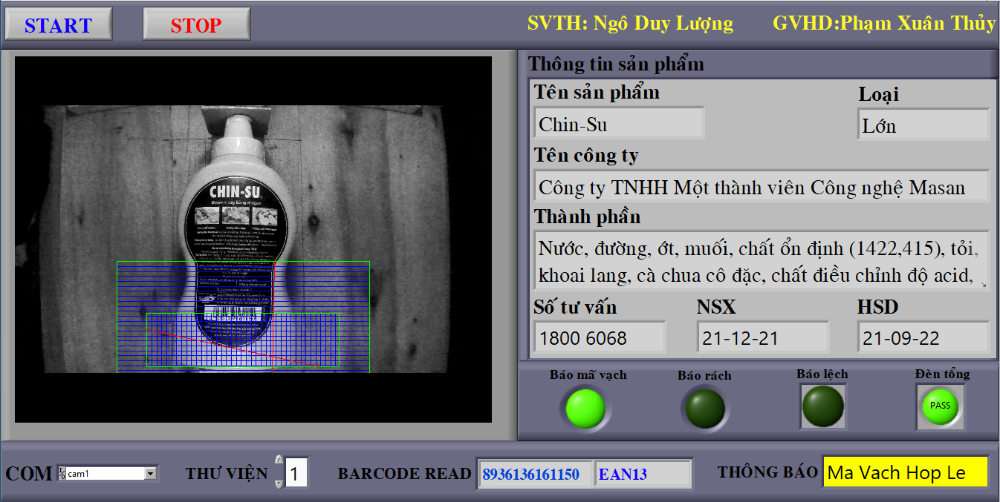 START
STOP
SVTH: Ngô Duy Lượng
GVHD:Phạm Xuân Thủy
CHIN-SU
Thông tin sản phẩm
Tên sản phẩm
Loại
Chin-Su
Lớn
Tên công ty
Công ty TNHH Một thành viên Công nghệ Masan
Thành phần
Nước, đường, ớt, muối, chất ổn định (1422,415), tỏi,
khoai lang, cà chua cô đặc, chất điều chỉnh độ acid,
Số tư vấn
NSX
HSD
1800 6068
21-12-21
21-09-22
Báo mã vạch
Báo rách
Báo lệch
Đèn tổng
PASS
COM
cam1
THƯ VIỆN
1
BARCODE READ
8936136161150
EAN13
THÔNG BÁO
Ma Vach Hop Le